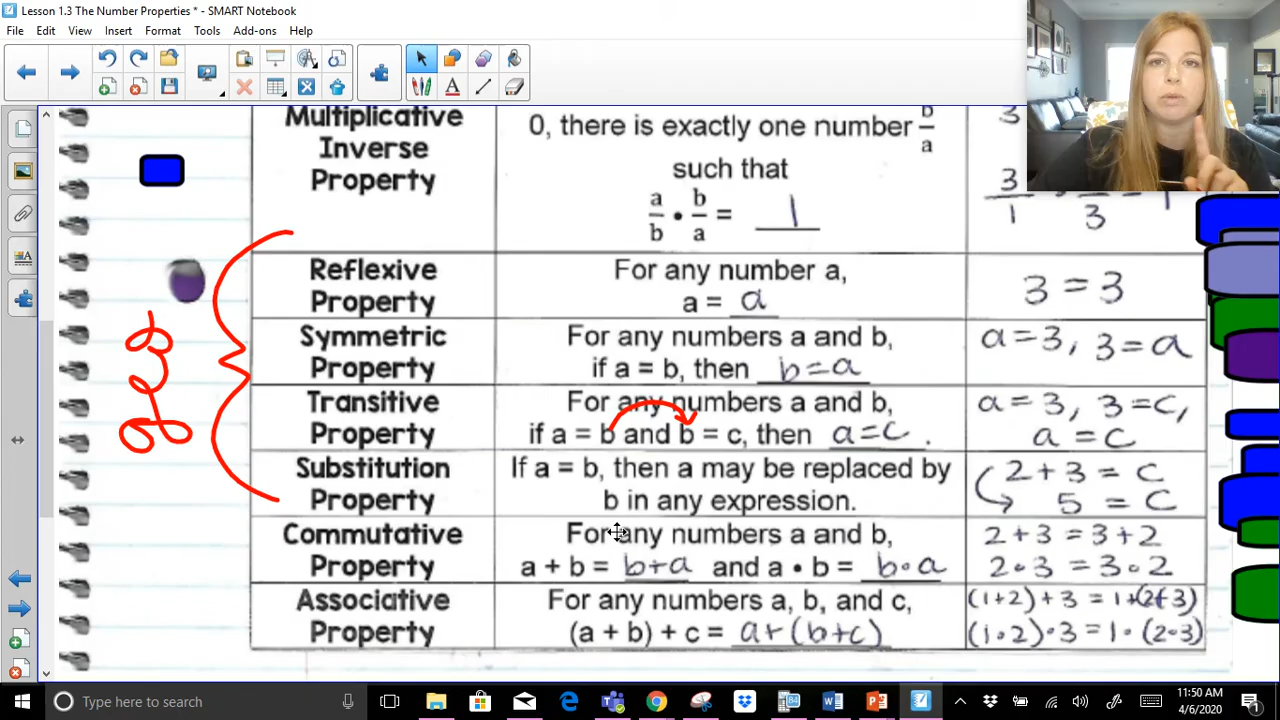 Lesson 1.3 The Number Properties * - SMART Notebook
File Edit View Insert Format Tools Add-ons Help
Multiplicative Inverse Property
0, there is exactly one number b/a
such that
a/b • b/a = 1
3
3/1 3 = 1
Reflexive Property
For any number a,
a = a
3 = 3
Symmetric Property
For any numbers a and b,
if a = b, then b=a
a=3, 3=a
Transitive Property
For any numbers a and b,
if a = b and b = c, then a=c .
a=3, 3=c,
a=c
Substitution Property
If a = b, then a may be replaced by
b in any expression.
2+3 = c
5 = c
Commutative Property
For any numbers a and b,
a + b = b+a and a • b = b•a
2+3 = 3+2
2•3 = 3•2
Associative Property
For any numbers a, b, and c,
(a + b) + c = a+(b+c)
(1+2)+3 = 1+(2+3)
(1•2)•3 = 1•(2•3)
Type here to search
11:50 AM
4/6/2020
1